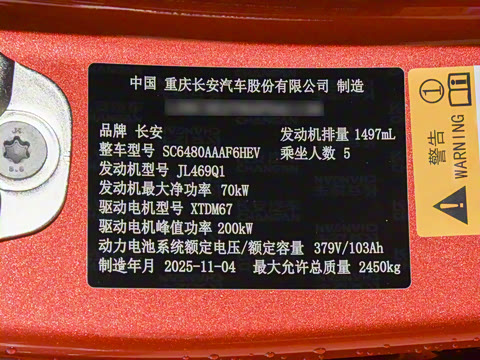 中国 重庆长安汽车股份有限公司 制造
品牌 长安
发动机排量 1497mL
整车型号 SC6480AAAF6HEV
乘坐人数 5
发动机型号 JL469Q1
发动机最大净功率 70kW
驱动电机型号 XTDM67
驱动电机峰值功率 200kW
动力电池系统额定电压/额定容量 379V/103Ah
制造年月 2025-11-04
最大允许总质量 2450kg
警告
WARNING